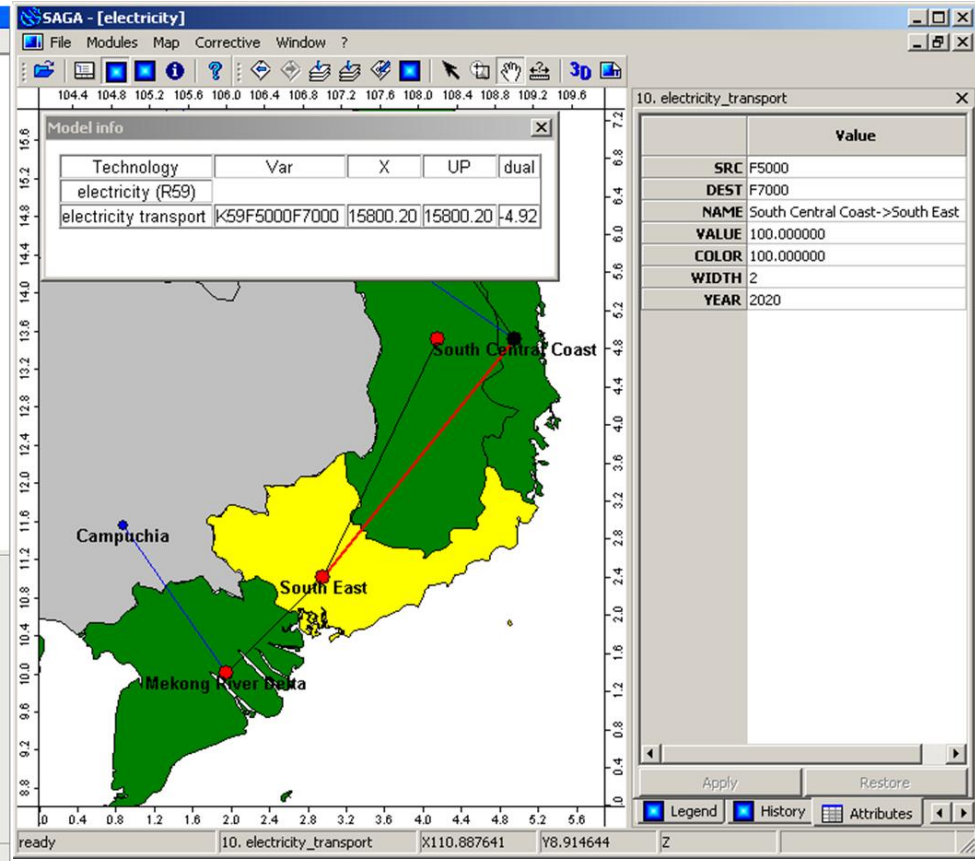 SAGA - [electricity]
File Modules Map Corrective Window ?
3D
104.4 104.8 105.2 105.6 106.0 106.4 106.8 107.2 107.6 108.0 108.4 108.8 109.2 109.6
Model info
Technology Var X UP dual
electricity (R59)
electricity transport K59F5000F7000 15800.20 15800.20 -4.92
15.6
15.2
14.8
14.4
14.0
13.6
13.2
12.8
12.4
12.0
11.6
11.2
10.8
10.4
10.0
9.6
9.2
8.8
South Central Coast
Campuchia
South East
Mekong River Delta
7.2
6.8
6.4
6.0
5.6
5.2
4.8
4.4
4.0
3.6
3.2
2.8
2.4
2.0
1.6
1.2
0.8
0.4
0.4 0.8 1.2 1.6 2.0 2.4 2.8 3.2 3.6 4.0 4.4 4.8 5.2 5.6
10. electricity_transport
Value
SRC F5000
DEST F7000
NAME South Central Coast->South East
VALUE 100.000000
COLOR 100.000000
WIDTH 2
YEAR 2020
Apply Restore
Legend History Attributes
ready 10. electricity_transport X110.887641 Y8.914644 Z